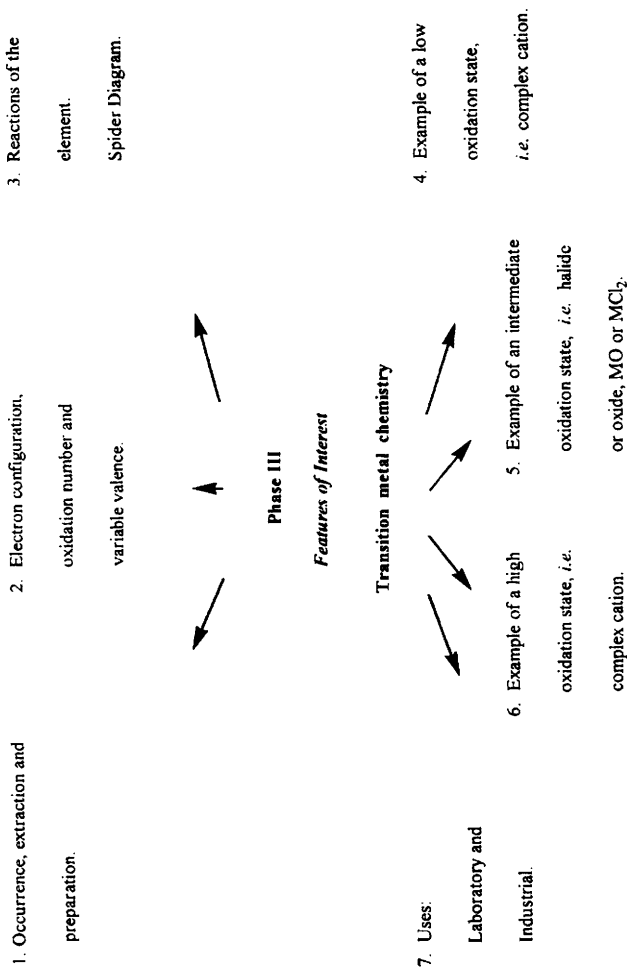 1. Occurrence, extraction and
preparation.
2. Electron configuration,
oxidation number and
variable valence.
3. Reactions of the
element.
Spider Diagram.
Phase III
Features of Interest
Transition metal chemistry
4. Example of a low
oxidation state,
i.e. complex cation.
5. Example of an intermediate
oxidation state, i.e. halide
or oxide, MO or MCl₂.
6. Example of a high
oxidation state, i.e.
complex cation.
7. Uses:
Laboratory and
Industrial.